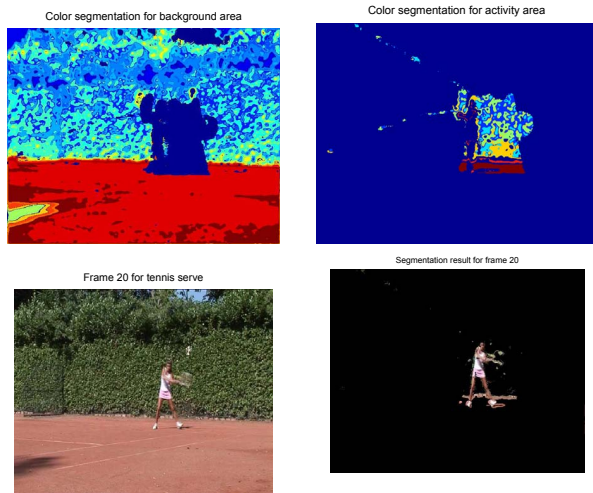 Color segmentation for background area
Color segmentation for activity area
Frame 20 for tennis serve
Segmentation result for frame 20